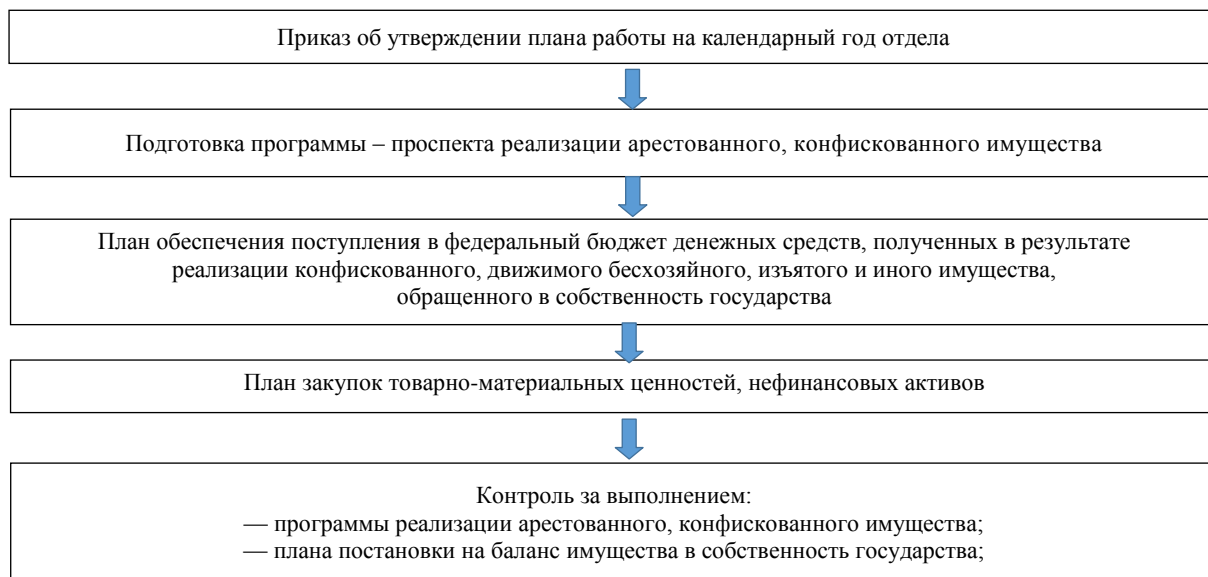 Приказ об утверждении плана работы на календарный год отдела
Подготовка программы – проспекта реализации арестованного, конфискованного имущества
План обеспечения поступления в федеральный бюджет денежных средств, полученных в результате
реализации конфискованного, движимого бесхозяйного, изъятого и иного имущества,
обращенного в собственность государства
План закупок товарно-материальных ценностей, нефинансовых активов
Контроль за выполнением:
— программы реализации арестованного, конфискованного имущества;
— плана постановки на баланс имущества в собственность государства;